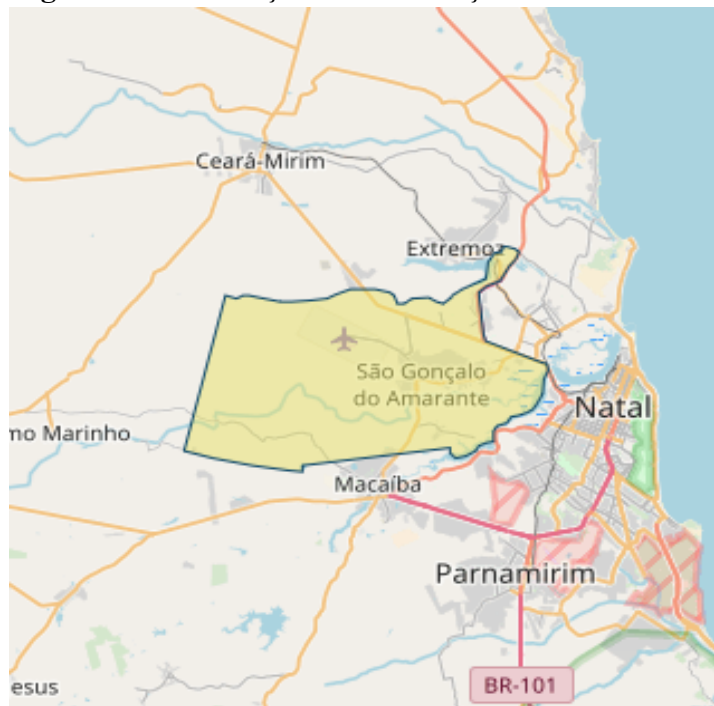 Ceará-Mirim
Extremoz
São Gonçalo
do Amarante
Natal
mo Marinho
Macaíba
Parnamirim
esus
BR-101